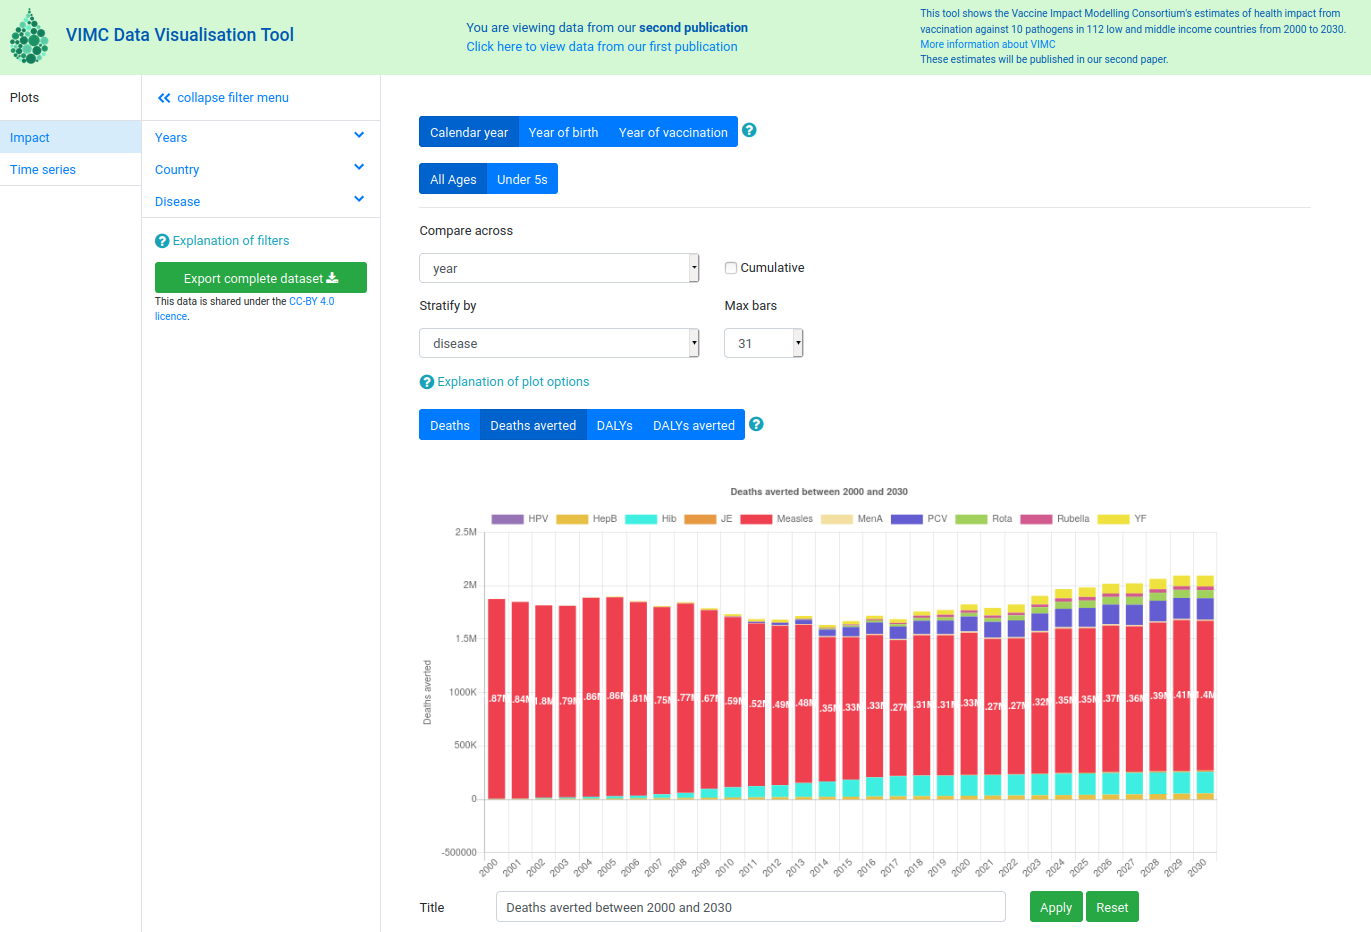 VIMC Data Visualisation Tool
You are viewing data from our second publication
Click here to view data from our first publication
This tool shows the Vaccine Impact Modelling Consortium's estimates of health impact from
vaccination against 10 pathogens in 112 low and middle income countries from 2000 to 2030.
More information about VIMC
These estimates will be published in our second paper.
Plots
Impact
Time series
collapse filter menu
Years
Country
Disease
Explanation of filters
Export complete dataset
This data is shared under the CC-BY 4.0
licence.
Calendar year Year of birth Year of vaccination ?
All Ages Under 5s
Compare across
year
Cumulative
Stratify by Max bars
disease 31
Explanation of plot options
Deaths Deaths averted DALYs DALYs averted ?
Deaths averted between 2000 and 2030
HPV HepB Hib JE Measles MenA PCV Rota Rubella YF
2.5M
2M
1.5M
1000K
500K
0
-500000
Deaths averted
.87M .84M 1.8M .79M .86M .86M .81M .75M .77M .67M .59M .52M .49M .48M .35M .33M .33M .27M .31M .31M .33M .27M .27M .32M .35M .35M .37M .36M .39M .41M 1.4M
2000 2001 2002 2003 2004 2005 2006 2007 2008 2009 2010 2011 2012 2013 2014 2015 2016 2017 2018 2019 2020 2021 2022 2023 2024 2025 2026 2027 2028 2029 2030
Title Deaths averted between 2000 and 2030 Apply Reset